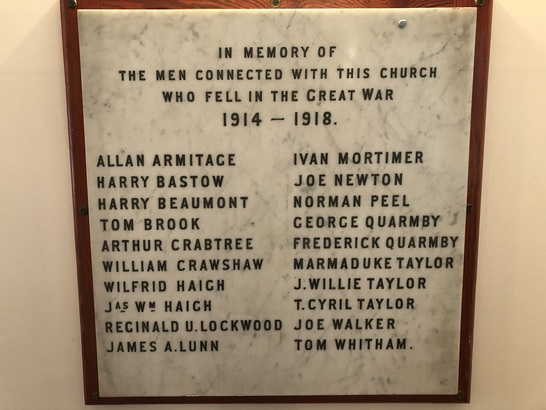 IN MEMORY OF
THE MEN CONNECTED WITH THIS CHURCH
WHO FELL IN THE GREAT WAR
1914 — 1918.
ALLAN ARMITAGE
HARRY BASTOW
HARRY BEAUMONT
TOM BROOK
ARTHUR CRABTREE
WILLIAM CRAWSHAW
WILFRID HAIGH
JAS WM HAIGH
REGINALD U. LOCKWOOD
JAMES A. LUNN
IVAN MORTIMER
JOE NEWTON
NORMAN PEEL
GEORGE QUARMBY
FREDERICK QUARMBY
MARMADUKE TAYLOR
J. WILLIE TAYLOR
T. CYRIL TAYLOR
JOE WALKER
TOM WHITHAM.